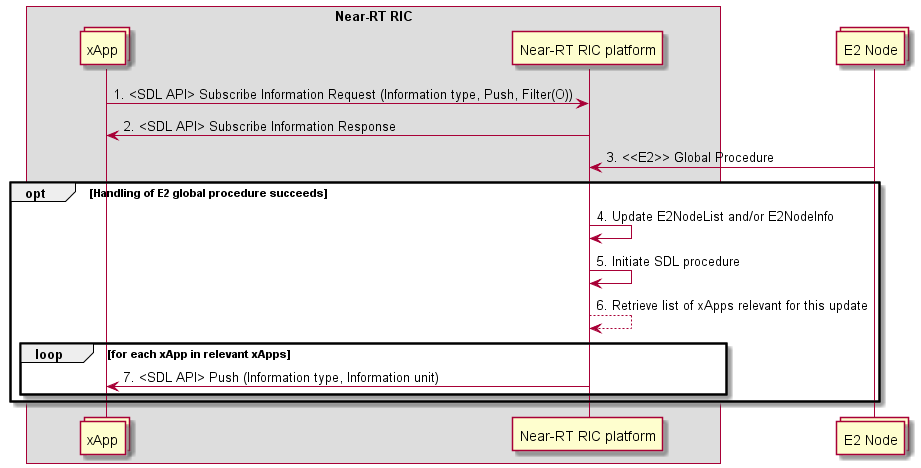 Near-RT RIC
xApp
Near-RT RIC platform
E2 Node
1. <SDL API> Subscribe Information Request (Information type, Push, Filter(O))
2. <SDL API> Subscribe Information Response
3. <<E2>> Global Procedure
opt
[Handling of E2 global procedure succeeds]
4. Update E2NodeList and/or E2NodeInfo
5. Initiate SDL procedure
6. Retrieve list of xApps relevant for this update
loop
[for each xApp in relevant xApps]
7. <SDL API> Push (Information type, Information unit)
xApp
Near-RT RIC platform
E2 Node